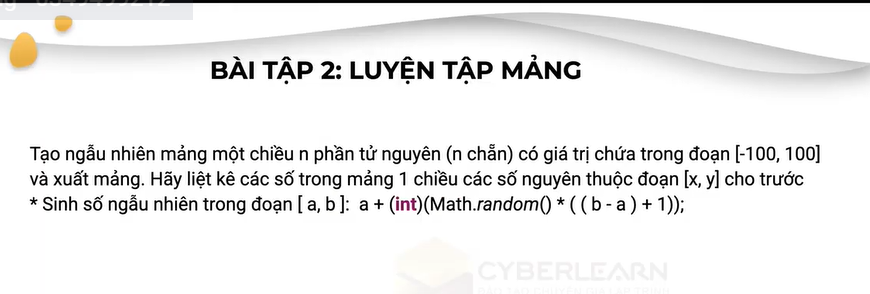 BÀI TẬP 2: LUYỆN TẬP MẢNG
Tạo ngẫu nhiên mảng một chiều n phần tử nguyên (n chẵn) có giá trị chứa trong đoạn [-100, 100]
và xuất mảng. Hãy liệt kê các số trong mảng 1 chiều các số nguyên thuộc đoạn [x, y] cho trước
* Sinh số ngẫu nhiên trong đoạn [ a, b ]: a + (int)(Math.random() * ( ( b - a ) + 1));
CYBERLEARN